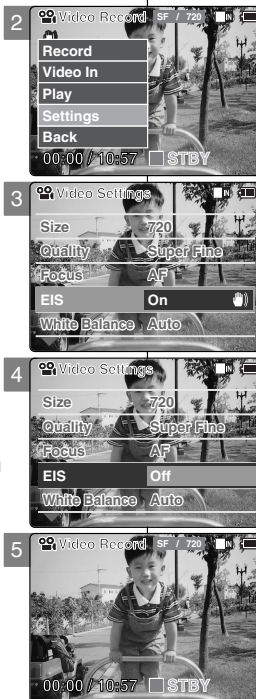 2
Video Record SF / 720 IN
Record
Video In
Play
Settings
Back
00:00 / 10:57 STBY
3
Video Settings IN
Size 720
Quality Super Fine
Focus AF
EIS On
White Balance Auto
4
Video Settings IN
Size 720
Quality Super Fine
Focus AF
EIS Off
White Balance Auto
5
Video Record SF / 720 IN
00:00 / 10:57 STBY